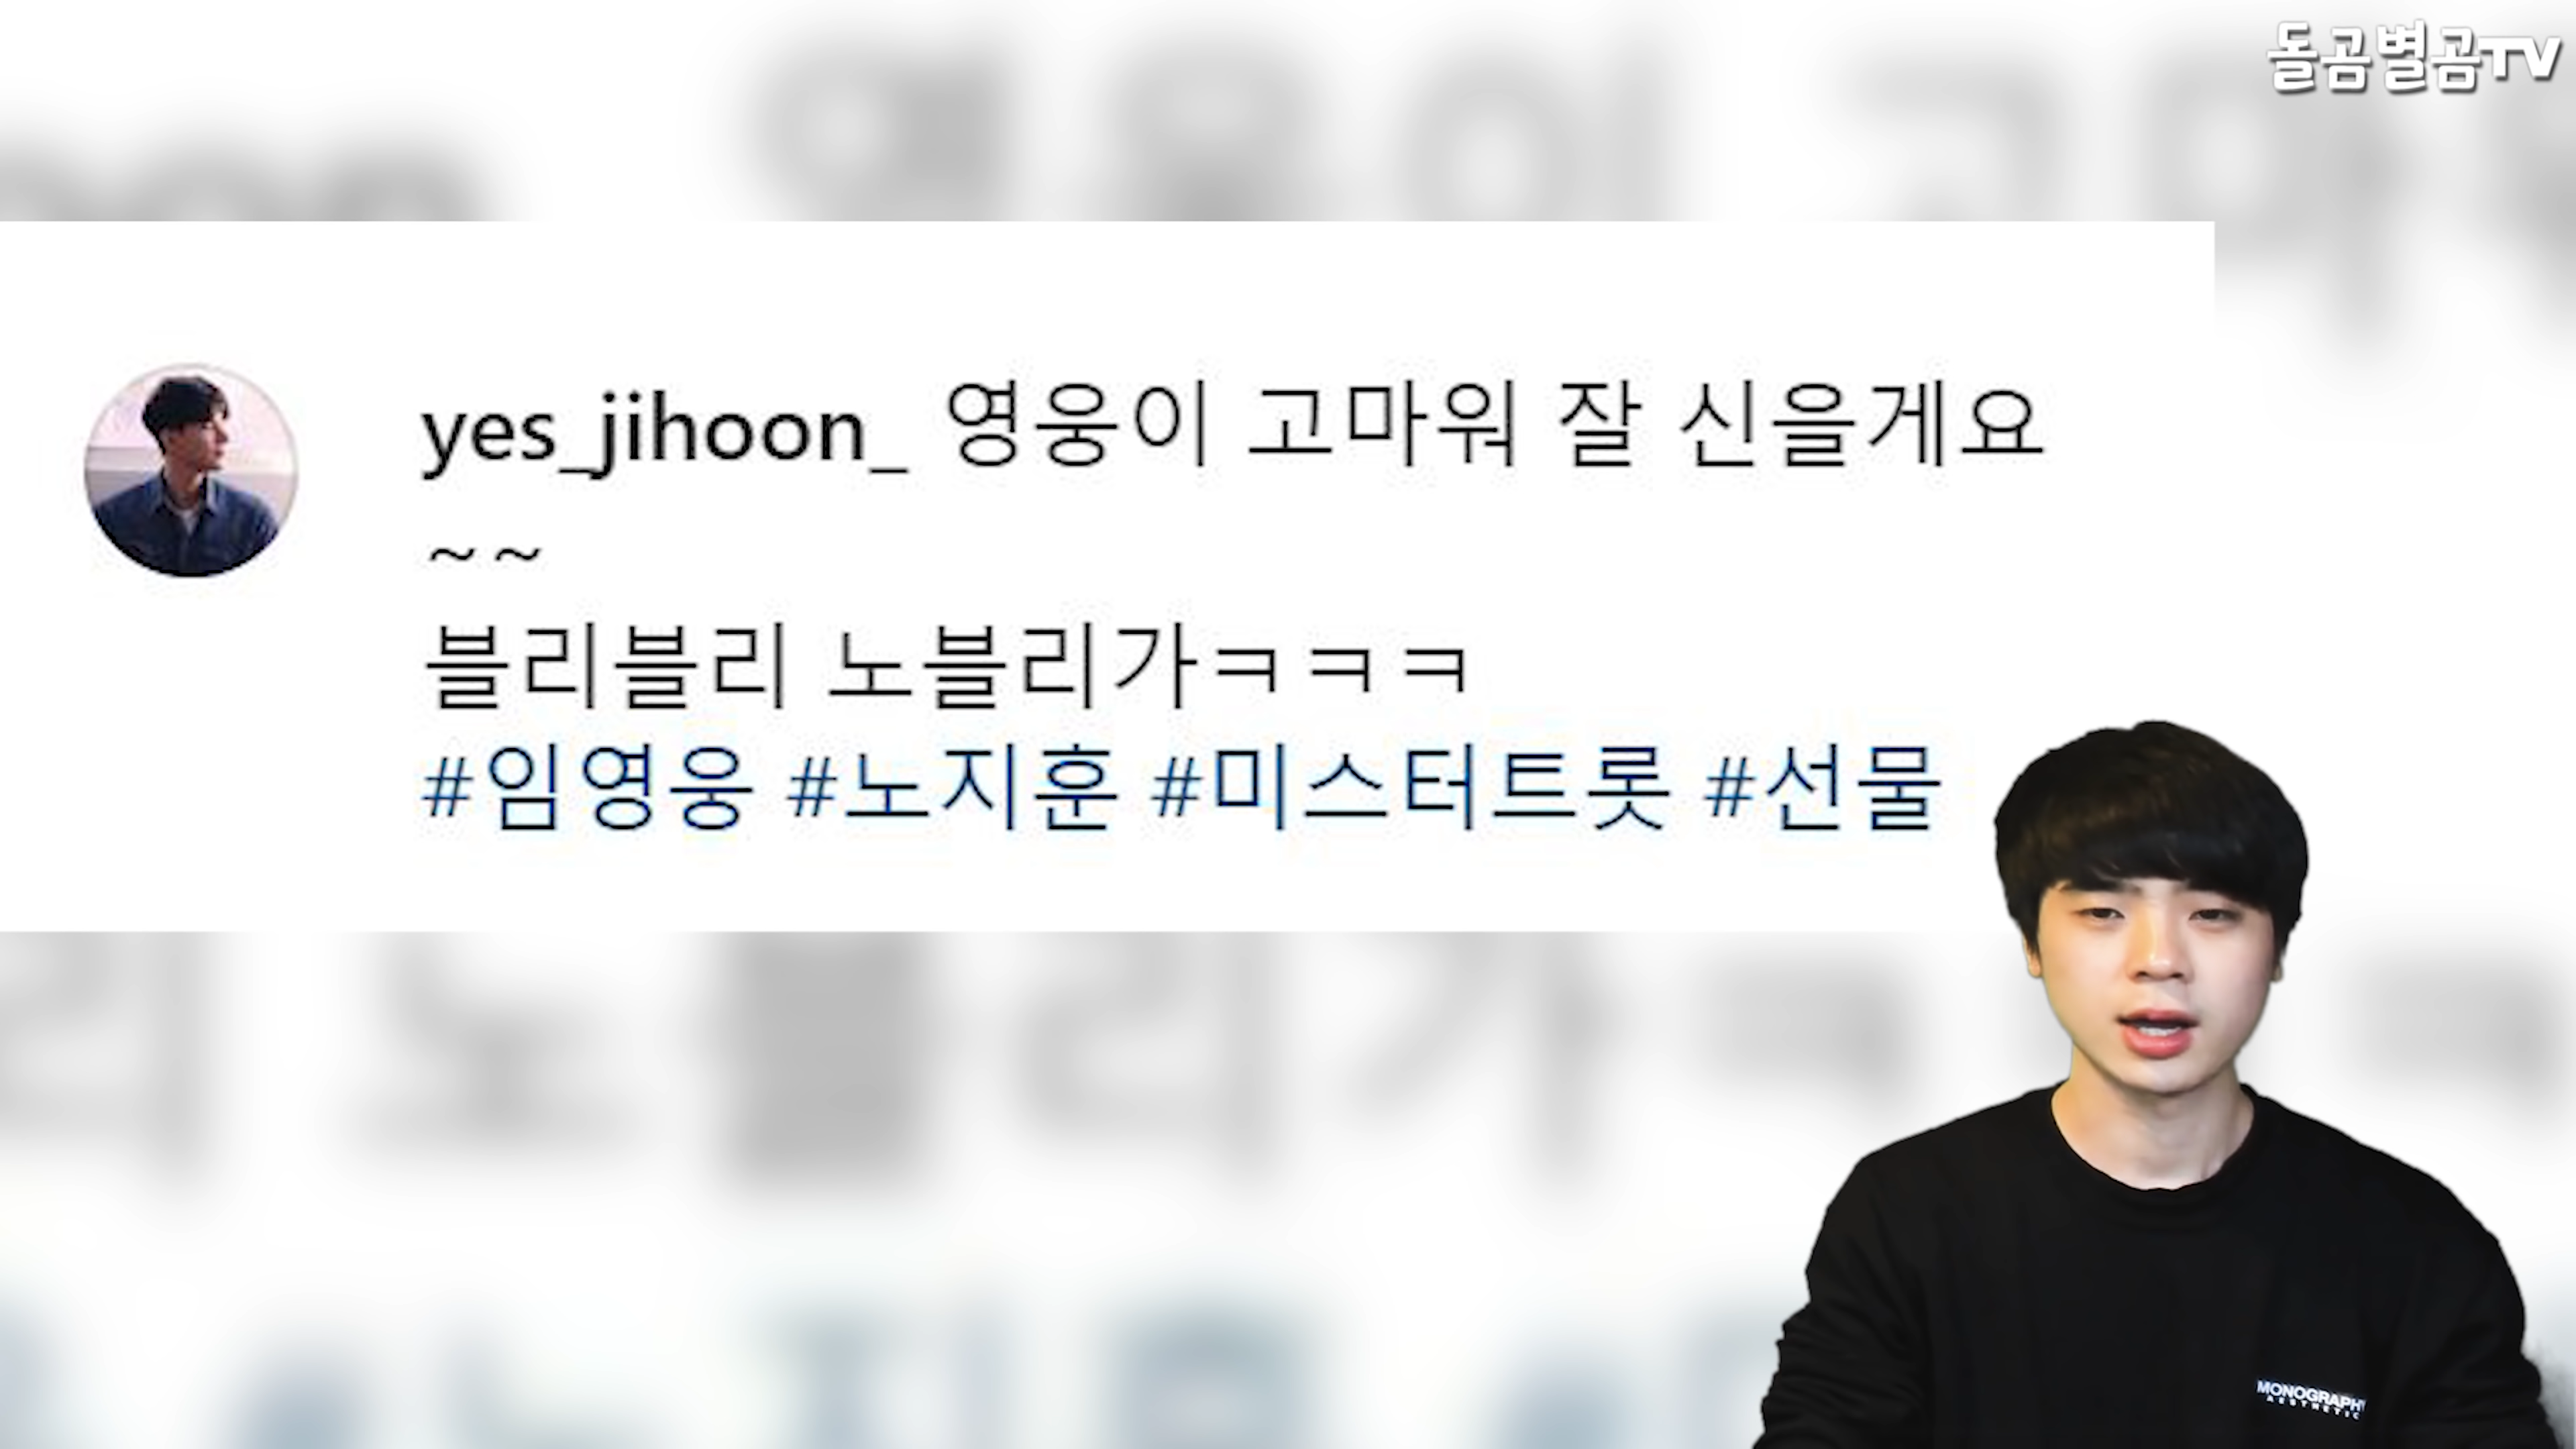 돌곰별곰TV
yes_jihoon_ 영웅이 고마워 잘 신을게요
~~
블리블리 노블리가ㅋㅋㅋ
#임영웅 #노지훈 #미스터트롯 #선물
MONOGRAPHY
AESTHETIC